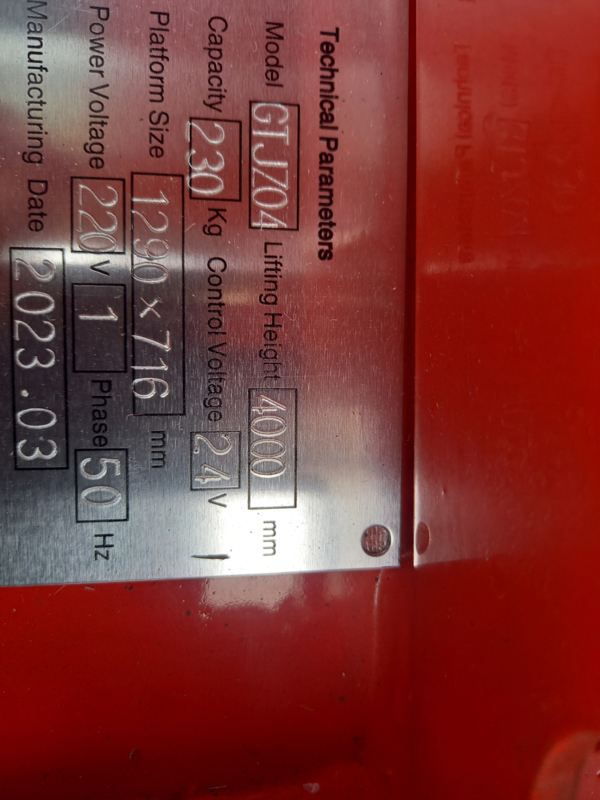 Technical Parameters
Model GTJZ04 Lifting Height 4000 mm
Capacity 230 Kg Control Voltage 24 V
Platform Size 1290×716 mm
Power Voltage 220 V 1 Phase 50 Hz
Manufacturing Date 2023.03